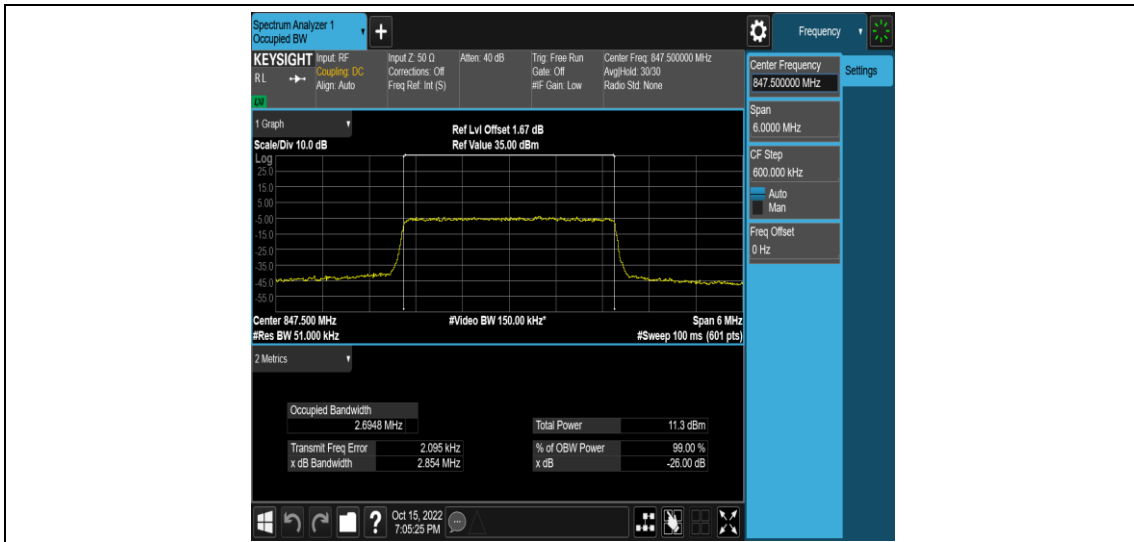 Spectrum Analyzer 1
Occupied BW
+
Frequency
KEYSIGHT
RL
LXI
Input: RF
Coupling: DC
Align: Auto
Input Z: 50 Ω
Corrections: Off
Freq Ref: Int (S)
Atten: 40 dB
Trig: Free Run
Gate: Off
#IF Gain: Low
Center Freq: 847.500000 MHz
Avg|Hold: 30/30
Radio Std: None
Center Frequency
847.500000 MHz
Settings
Span
6.0000 MHz
CF Step
600.000 kHz
Auto
Man
Freq Offset
0 Hz
1 Graph
Scale/Div 10.0 dB
Ref Lvl Offset 1.67 dB
Ref Value 35.00 dBm
Log
25.0
15.0
5.00
-5.00
-15.0
-25.0
-35.0
-45.0
-55.0
Center 847.500 MHz
#Res BW 51.000 kHz
#Video BW 150.00 kHz*
Span 6 MHz
#Sweep 100 ms (601 pts)
2 Metrics
Occupied Bandwidth
2.6948 MHz
Transmit Freq Error 2.095 kHz
x dB Bandwidth 2.854 MHz
Total Power 11.3 dBm
% of OBW Power 99.00 %
x dB -26.00 dB
?
Oct 15, 2022
7:05:25 PM